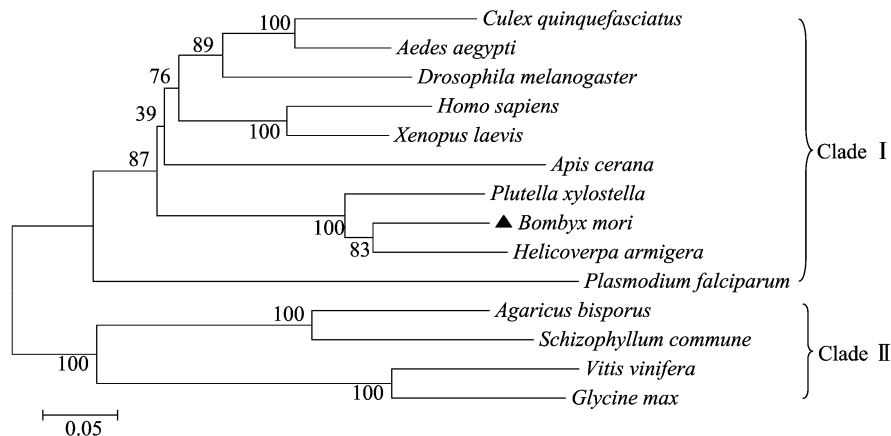 100 Culex quinquefasciatus
89 Aedes aegypti
76 Drosophila melanogaster
39 Homo sapiens
100 Xenopus laevis
87 Apis cerana
Clade Ⅰ
Plutella xylostella
100 Bombyx mori
83 Helicoverpa armigera
Plasmodium falciparum
100 Agaricus bisporus
Schizophyllum commune
100 Clade Ⅱ
Vitis vinifera
100 Glycine max
0.05